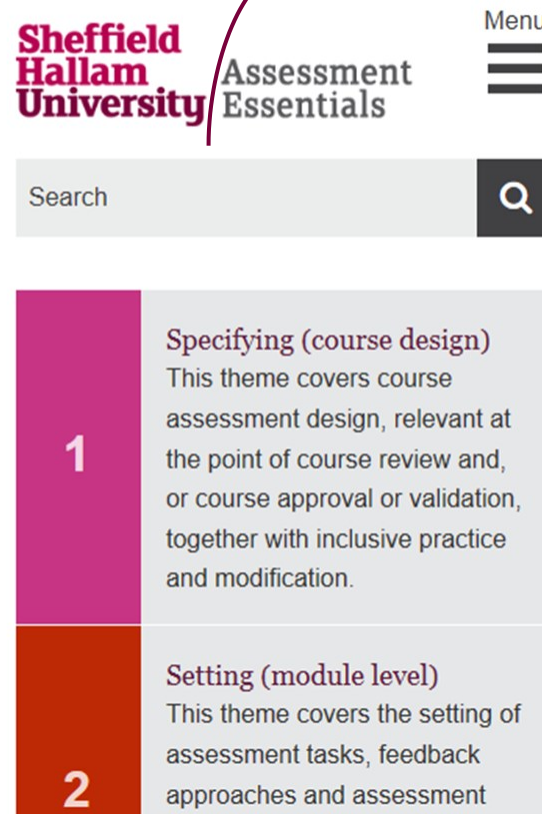 Sheffield
Hallam
University
Assessment
Essentials
Menu
Search
1
Specifying (course design)
This theme covers course
assessment design, relevant at
the point of course review and,
or course approval or validation,
together with inclusive practice
and modification.
2
Setting (module level)
This theme covers the setting of
assessment tasks, feedback
approaches and assessment